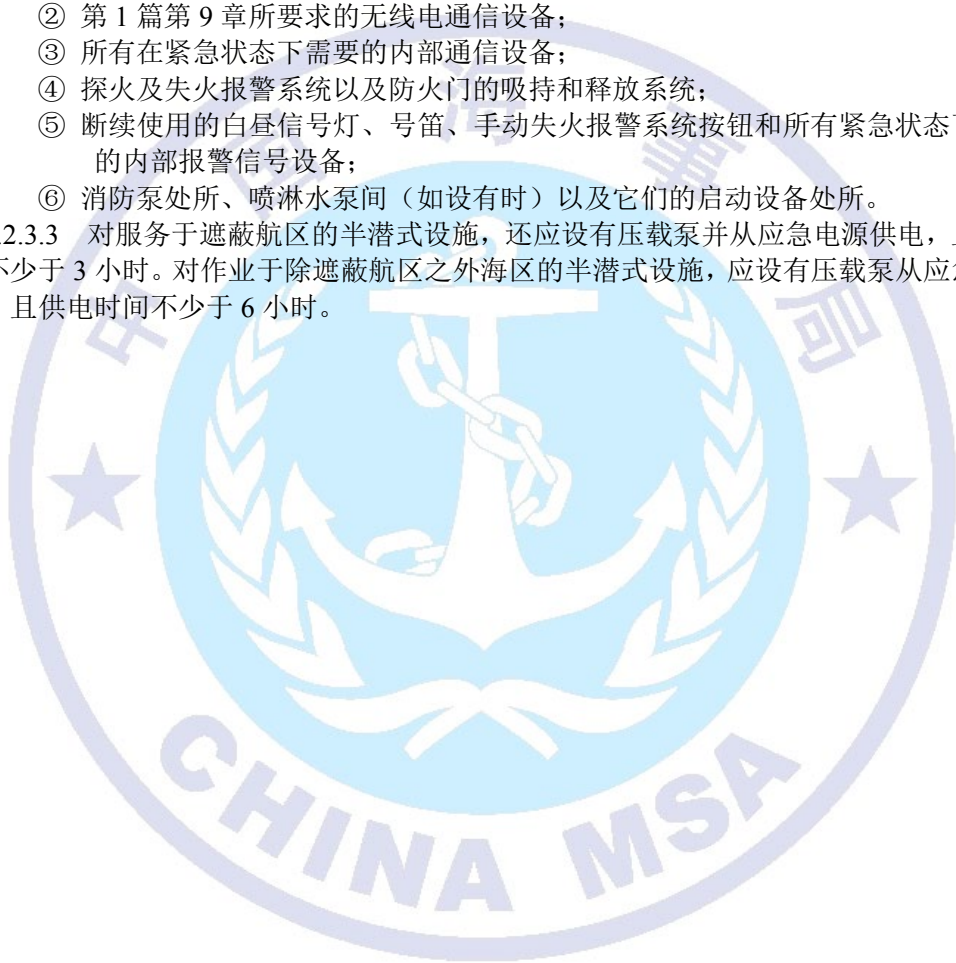 ② 第 1 篇第 9 章所要求的无线电通信设备；
③ 所有在紧急状态下需要的内部通信设备；
④ 探火及失火报警系统以及防火门的吸持和释放系统；
⑤ 断续使用的白昼信号灯、号笛、手动失火报警系统按钮和所有紧急状态
的内部报警信号设备；
⑥ 消防泵处所、喷淋水泵间（如设有时）以及它们的启动设备处所。
2.3.3 对服务于遮蔽航区的半潜式设施，还应设有压载泵并从应急电源供电，
不少于 3 小时。对作业于除遮蔽航区之外海区的半潜式设施，应设有压载泵从应
且供电时间不少于 6 小时。
中国海事局
CHINA MSA